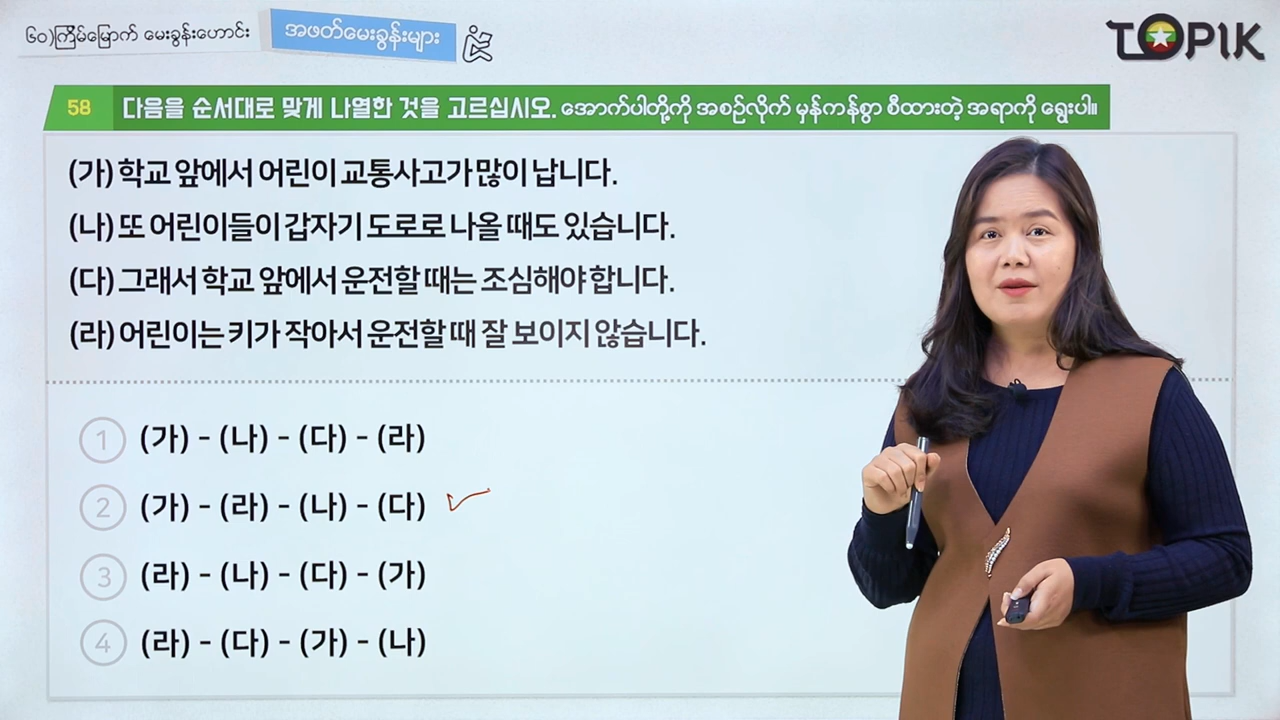 ၆၀)ကြိမ်မြောက် မေးခွန်းဟောင်း
အဖတ်မေးခွန်းများ
TOPIK
58 다음을 순서대로 맞게 나열한 것을 고르십시오. အောက်ပါတို့ကို အစဉ်လိုက် မှန်ကန်စွာ စီထားတဲ့ အရာကို ရွေးပါ။
(가) 학교 앞에서 어린이 교통사고가 많이 납니다.
(나) 또 어린이들이 갑자기 도로로 나올 때도 있습니다.
(다) 그래서 학교 앞에서 운전할 때는 조심해야 합니다.
(라) 어린이는 키가 작아서 운전할 때 잘 보이지 않습니다.
1 (가) - (나) - (다) - (라)
2 (가) - (라) - (나) - (다)
3 (라) - (나) - (다) - (가)
4 (라) - (다) - (가) - (나)